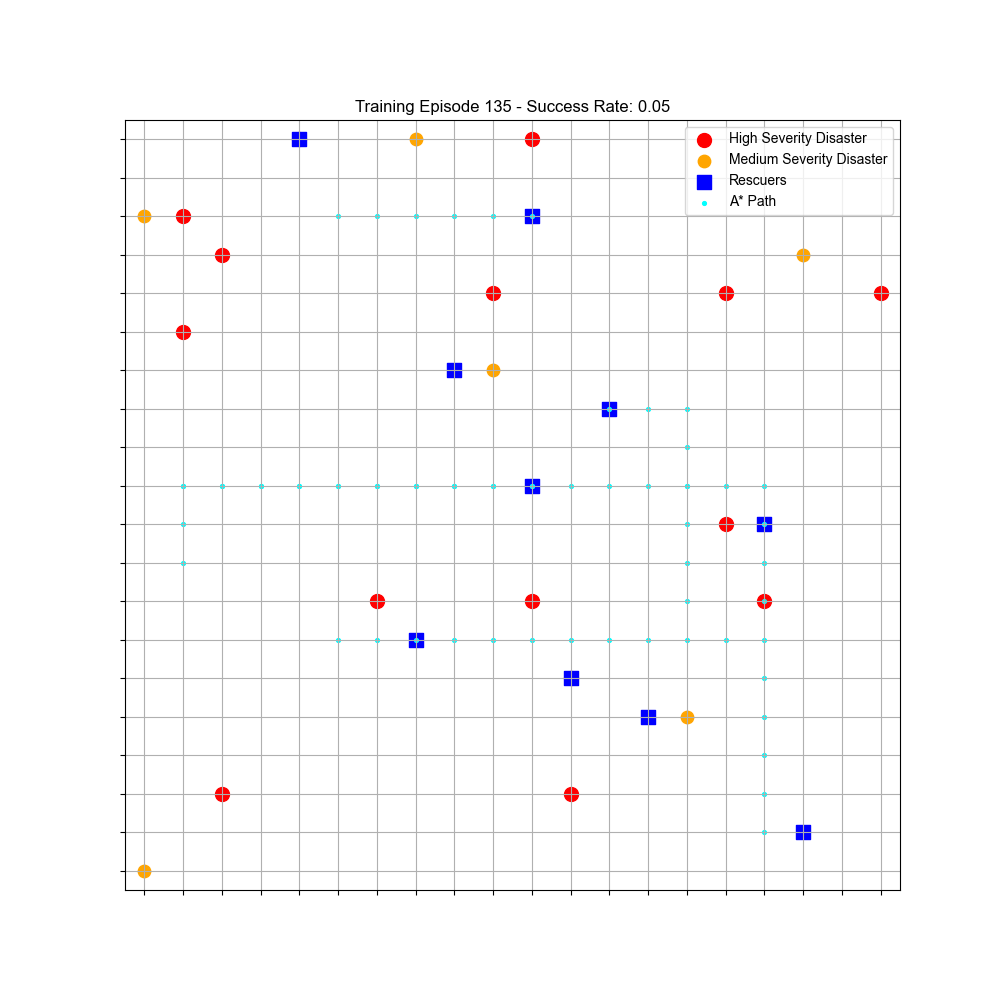 Training Episode 135 - Success Rate: 0.05
High Severity Disaster
Medium Severity Disaster
Rescuers
A* Path